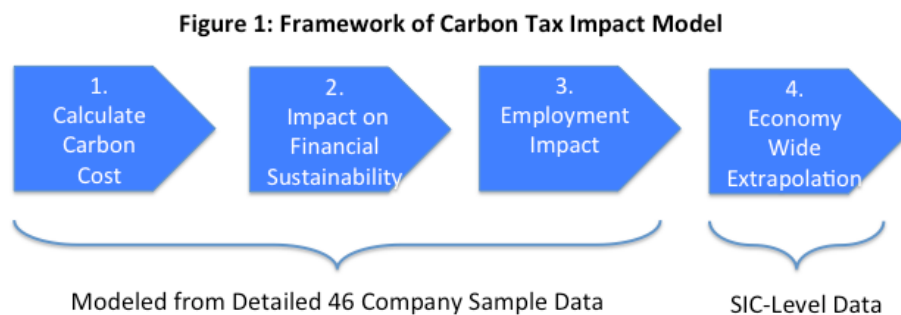 Figure 1: Framework of Carbon Tax Impact Model
1.
Calculate
Carbon
Cost
2.
Impact on
Financial
Sustainability
3.
Employment
Impact
4.
Economy
Wide
Extrapolation
Modeled from Detailed 46 Company Sample Data
SIC-Level Data